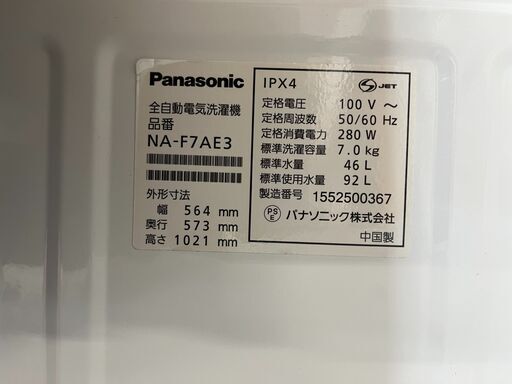 Panasonic
全自動電気洗濯機
品番
NA-F7AE3
外形寸法
幅 564 mm
奥行 573 mm
高さ 1021 mm
IPX4
S JET
定格電圧 100 V ～
定格周波数 50/60 Hz
定格消費電力 280 W
標準洗濯容量 7.0 kg
標準水量 46 L
標準使用水量 92 L
製造番号 1552500367
PS E パナソニック株式会社
中国製